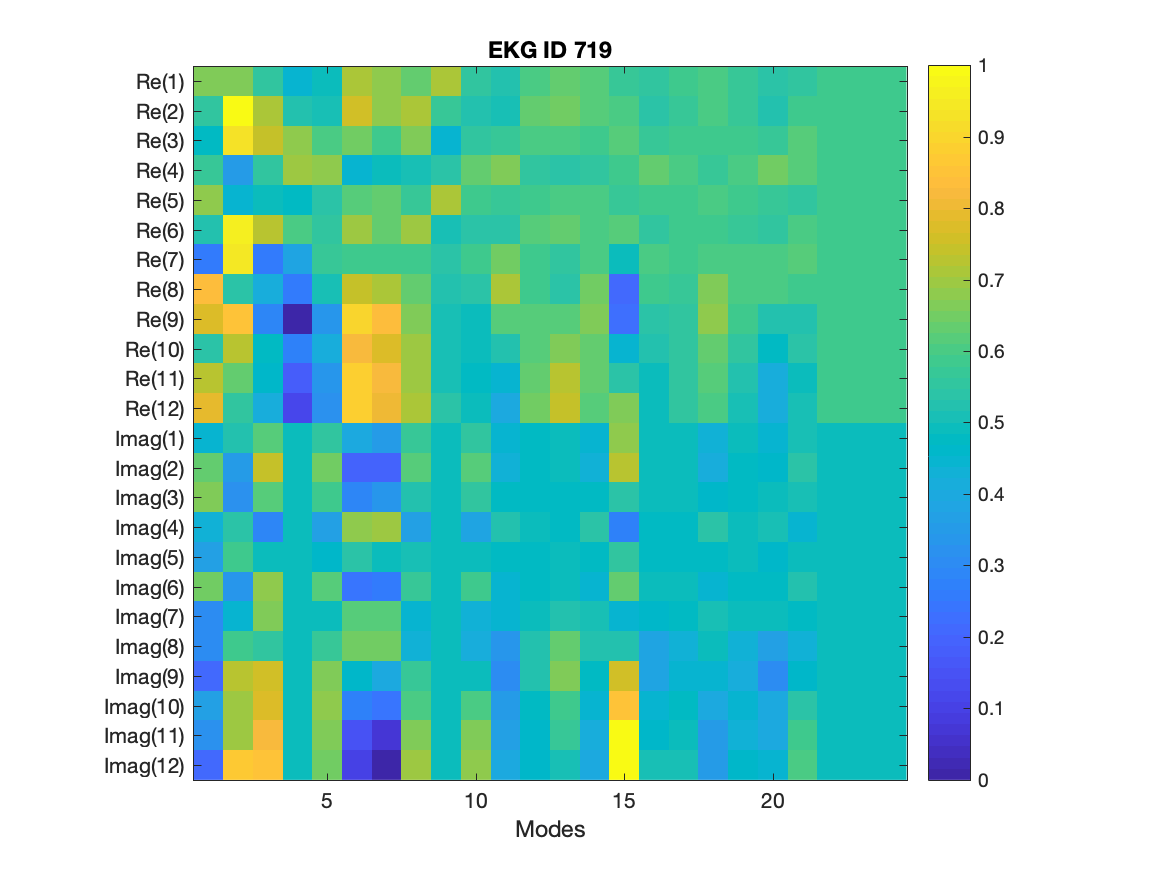 EKG ID 719
Re(1)
Re(2)
Re(3)
Re(4)
Re(5)
Re(6)
Re(7)
Re(8)
Re(9)
Re(10)
Re(11)
Re(12)
Imag(1)
Imag(2)
Imag(3)
Imag(4)
Imag(5)
Imag(6)
Imag(7)
Imag(8)
Imag(9)
Imag(10)
Imag(11)
Imag(12)
5 10 15 20
Modes
1
0.9
0.8
0.7
0.6
0.5
0.4
0.3
0.2
0.1
0